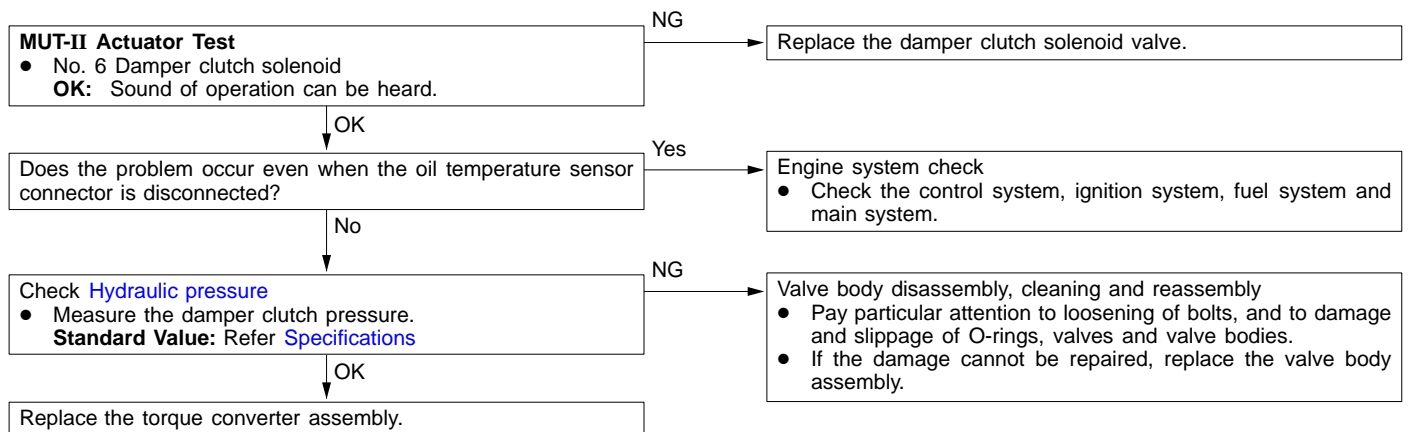 MUT-II Actuator Test
● No. 6 Damper clutch solenoid
OK: Sound of operation can be heard.
NG
Replace the damper clutch solenoid valve.
OK
Does the problem occur even when the oil temperature sensor
connector is disconnected?
Yes
Engine system check
● Check the control system, ignition system, fuel system and
main system.
No
Check Hydraulic pressure
● Measure the damper clutch pressure.
Standard Value: Refer Specifications
NG
Valve body disassembly, cleaning and reassembly
● Pay particular attention to loosening of bolts, and to damage
and slippage of O-rings, valves and valve bodies.
● If the damage cannot be repaired, replace the valve body
assembly.
OK
Replace the torque converter assembly.